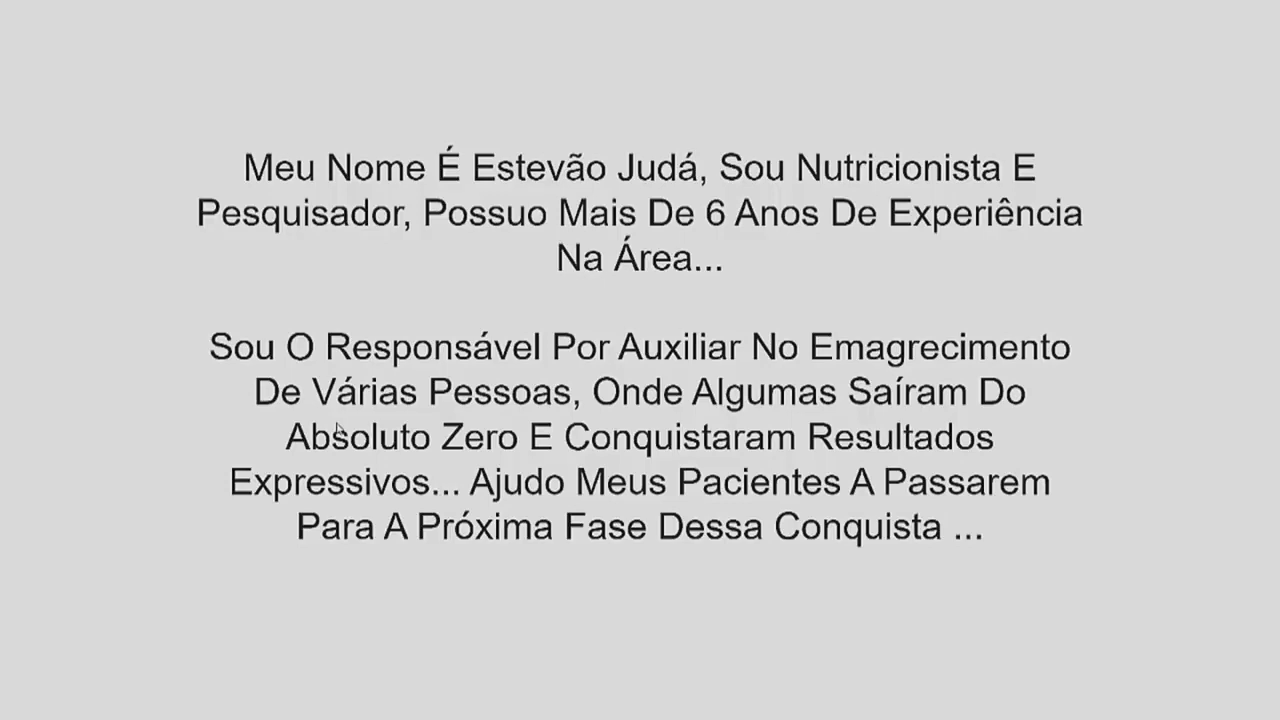 Meu Nome É Estevão Judá, Sou Nutricionista E
Pesquisador, Possuo Mais De 6 Anos De Experiência
Na Área...
Sou O Responsável Por Auxiliar No Emagrecimento
De Várias Pessoas, Onde Algumas Saíram Do
Absoluto Zero E Conquistaram Resultados
Expressivos... Ajudo Meus Pacientes A Passarem
Para A Próxima Fase Dessa Conquista ...